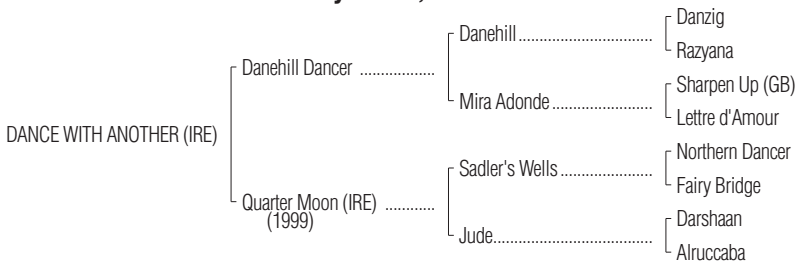 Danzig
Danehill
Razyana
Danehill Dancer
Sharpen Up (GB)
Mira Adonde
Lettre d'Amour
DANCE WITH ANOTHER (IRE)
Northern Dancer
Sadler's Wells
Fairy Bridge
Quarter Moon (IRE)
(1999)
Darshaan
Jude
Alruccaba